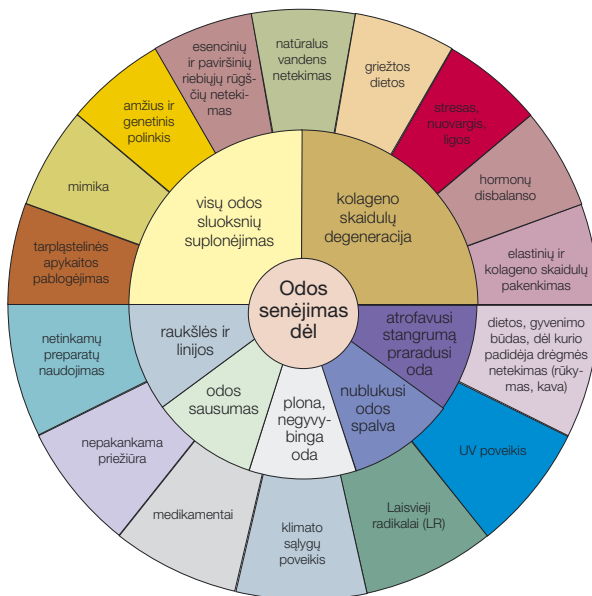 esencinių
ir paviršinių
riebiųjų rūgš-
čių neteki-
mas
natūralus
vandens
netekimas
griežtos
dietos
stresas,
nuovargis,
ligos
hormonų
disbalanso
elastinių ir
kolageno skaidulų
pakenkimas
dietos, gyvenimo
būdas, dėl kurio
padidėja drėgmės
netekimas (rūky-
mas, kava)
UV poveikis
Laisvieji
radikalai (LR)
klimato
sąlygų
poveikis
medikamentai
nepakankama
priežiūra
netinkamų
preparatų
naudojimas
tarpląstelinės
apykaitos
pablogėjimas
mimika
amžius ir
genetinis
polinkis
visų odos
sluoksnių
suplonėjimas
kolageno
skaidulų
degeneracija
Odos
senėjimas
dėl
raukšlės ir
linijos
odos
sausumas
plona,
negyvy-
binga
oda
nublukusi
odos
spalva
atrofavusi
stangrumą
praradusi
oda